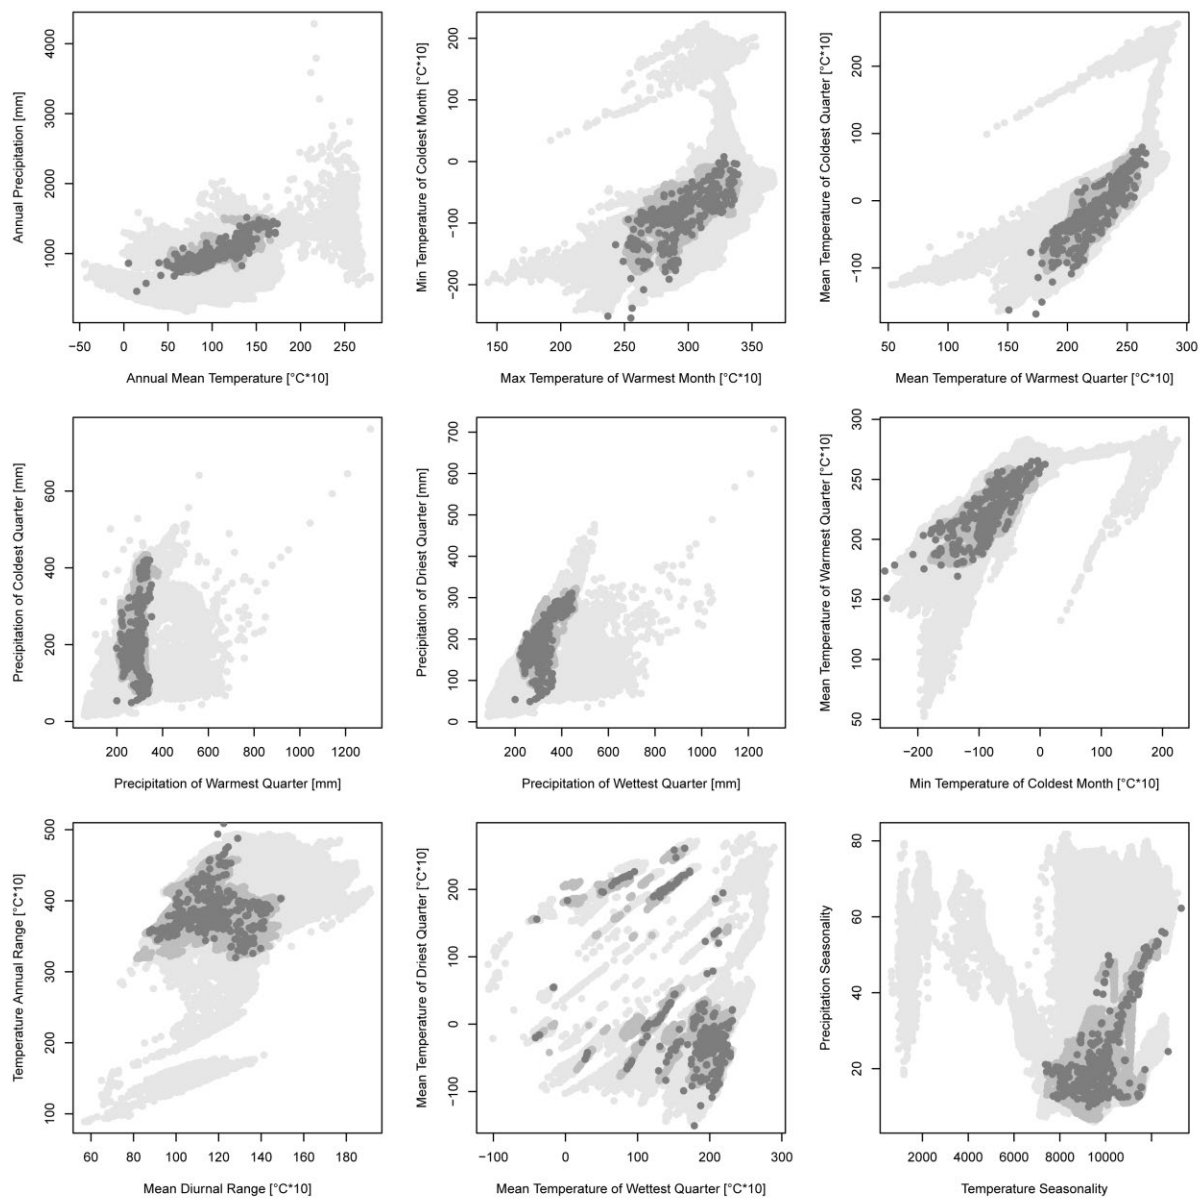 Annual Precipitation [mm]
4000
3000
2000
1000
−50 0 50 100 150 200 250
Annual Mean Temperature [°C*10]
Min Temperature of Coldest Month [°C*10]
200
100
0
−100
−200
150 200 250 300 350
Max Temperature of Warmest Month [°C*10]
Mean Temperature of Coldest Quarter [°C*10]
200
100
0
−100
50 100 150 200 250 300
Mean Temperature of Warmest Quarter [°C*10]
Precipitation of Coldest Quarter [mm]
600
400
200
0
200 400 600 800 1000 1200
Precipitation of Warmest Quarter [mm]
Precipitation of Driest Quarter [mm]
700
600
500
400
300
200
100
0
200 400 600 800 1000 1200
Precipitation of Wettest Quarter [mm]
Mean Temperature of Warmest Quarter [°C*10]
300
250
200
150
100
50
−200 −100 0 100 200
Min Temperature of Coldest Month [°C*10]
Temperature Annual Range [°C*10]
500
400
300
200
100
60 80 100 120 140 160 180
Mean Diurnal Range [°C*10]
Mean Temperature of Driest Quarter [°C*10]
200
100
0
−100
−100 0 100 200 300
Mean Temperature of Wettest Quarter [°C*10]
Precipitation Seasonality
80
60
40
20
2000 4000 6000 8000 10000
Temperature Seasonality